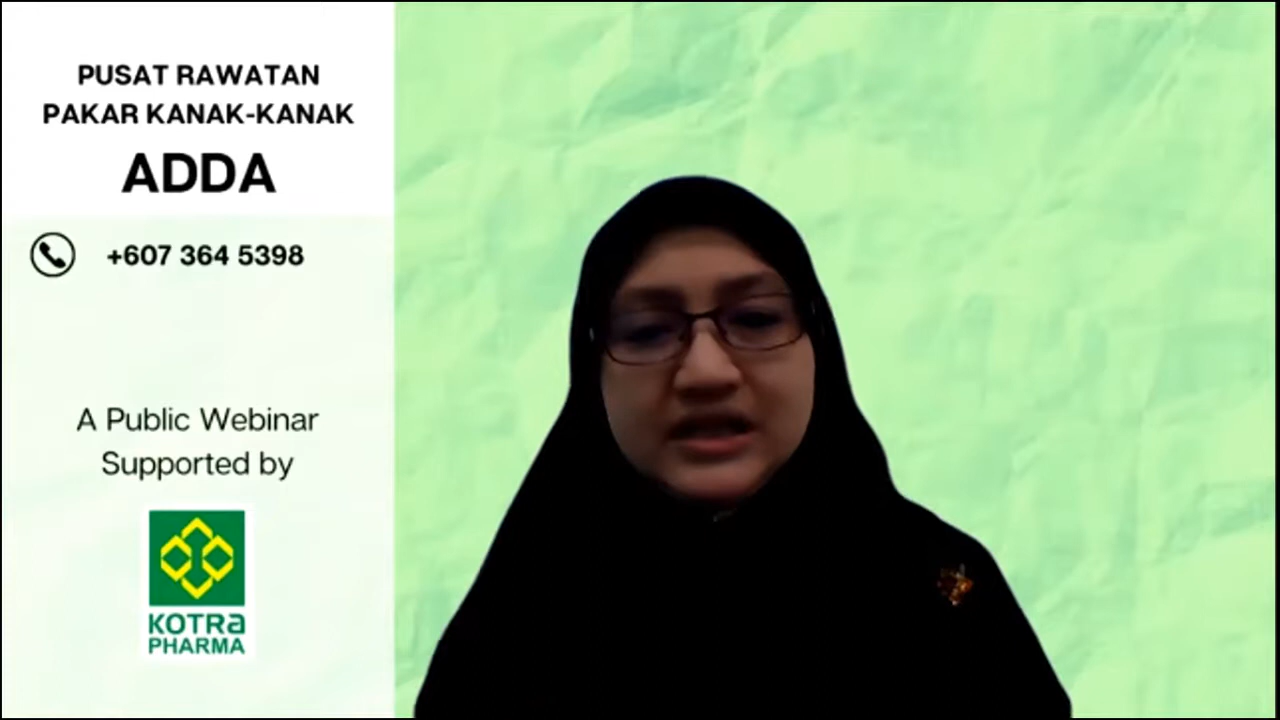 PUSAT RAWATAN
PAKAR KANAK-KANAK
ADDA
+607 364 5398
A Public Webinar
Supported by
KOTRa
PHARMA